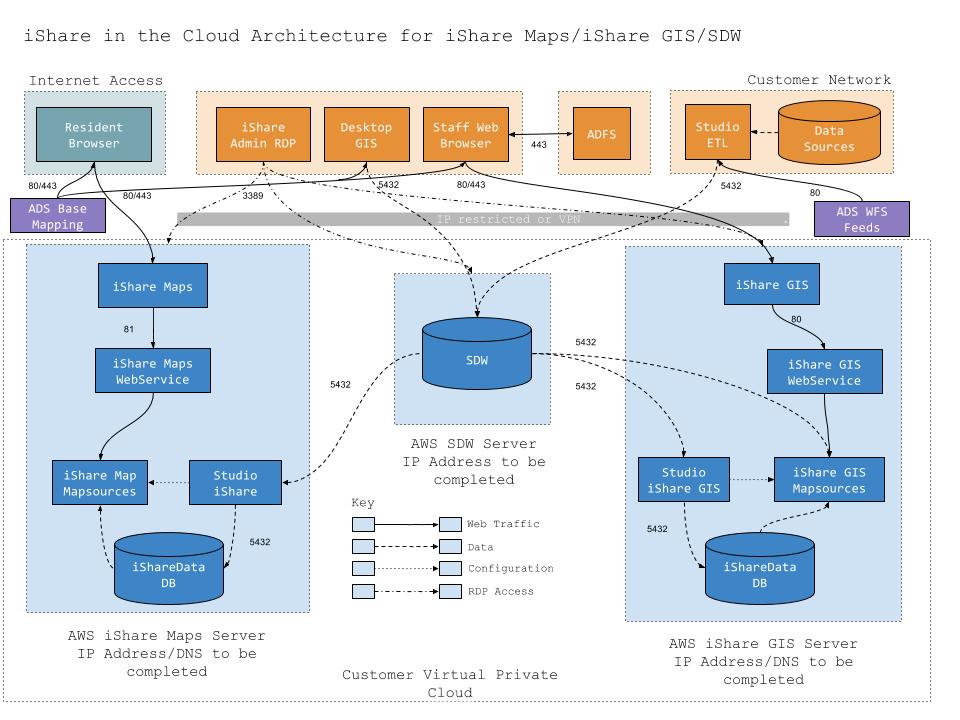 iShare in the Cloud Architecture for iShare Maps/iShare GIS/SDW
Internet Access
Customer Network
Resident
Browser
iShare
Admin RDP
Desktop
GIS
Staff Web
Browser
443
ADFS
Studio
ETL
Data
Sources
80/443
80/443
3389
5432
80/443
5432
80
ADS Base
Mapping
IP restricted or VPN
ADS WFS
Feeds
iShare Maps
81
iShare Maps
WebService
iShare Map
Mapsources
Studio
iShare
5432
iShareData
DB
AWS iShare Maps Server
IP Address/DNS to be
completed
5432
SDW
AWS SDW Server
IP Address to be
completed
5432
5432
Key
Web Traffic
Data
Configuration
RDP Access
iShare GIS
80
iShare GIS
WebService
Studio
iShare GIS
iShare GIS
Mapsources
5432
iShareData
DB
AWS iShare GIS Server
IP Address/DNS to be
completed
Customer Virtual Private
Cloud